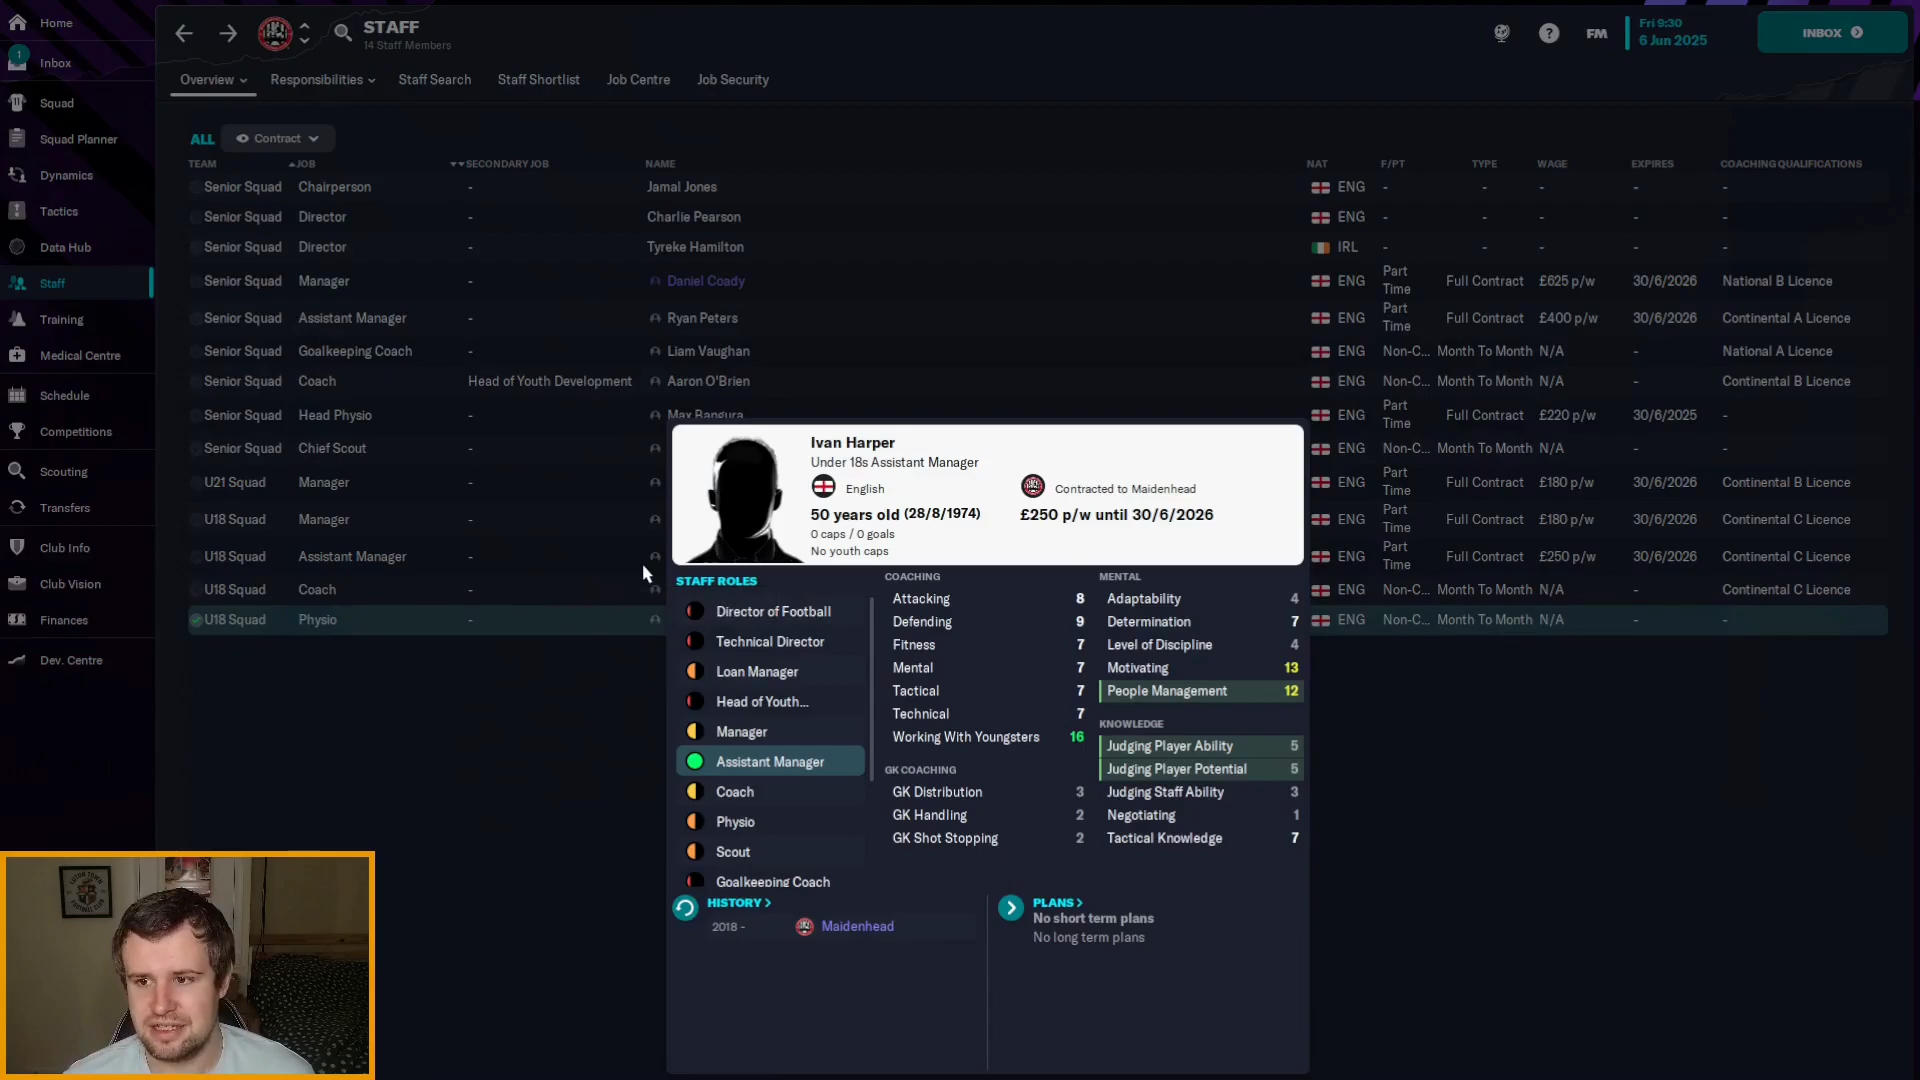 Home
1
Inbox
Squad
Squad Planner
Dynamics
Tactics
Data Hub
Staff
Training
Medical Centre
Schedule
Competitions
Scouting
Transfers
Club Info
Club Vision
Finances
Dev. Centre
STAFF
14 Staff Members
? FM Fri 9:30
6 Jun 2025
INBOX
Overview Responsibilities Staff Search Staff Shortlist Job Centre Job Security
ALL Contract
TEAM JOB SECONDARY JOB NAME NAT F/PT TYPE WAGE EXPIRES COACHING QUALIFICATIONS
Senior Squad Chairperson - Jamal Jones ENG - - - - -
Senior Squad Director - Charlie Pearson ENG - - - - -
Senior Squad Director - Tyreke Hamilton IRL - - - - -
Senior Squad Manager - Daniel Coady ENG Part Time Full Contract £625 p/w 30/6/2026 National B Licence
Senior Squad Assistant Manager - Ryan Peters ENG Part Time Full Contract £400 p/w 30/6/2026 Continental A Licence
Senior Squad Goalkeeping Coach - Liam Vaughan ENG Non-C... Month To Month N/A - National A Licence
Senior Squad Coach Head of Youth Development Aaron O'Brien ENG Non-C... Month To Month N/A - Continental B Licence
Senior Squad Head Physio - Max Bangura ENG Part Time Full Contract £220 p/w 30/6/2025 -
Senior Squad Chief Scout - ENG Non-C... Month To Month N/A - -
U21 Squad Manager - ENG Part Time Full Contract £180 p/w 30/6/2026 Continental B Licence
U18 Squad Manager - ENG Part Time Full Contract £180 p/w 30/6/2026 Continental C Licence
U18 Squad Assistant Manager - ENG Part Time Full Contract £250 p/w 30/6/2026 Continental C Licence
U18 Squad Coach - ENG Non-C... Month To Month N/A - Continental C Licence
U18 Squad Physio - ENG Non-C... Month To Month N/A - -
Ivan Harper
Under 18s Assistant Manager
English
Contracted to Maidenhead
50 years old (28/8/1974)
£250 p/w until 30/6/2026
0 caps / 0 goals
No youth caps
STAFF ROLES
Director of Football
Technical Director
Loan Manager
Head of Youth...
Manager
Assistant Manager
Coach
Physio
Scout
Goalkeeping Coach
COACHING
Attacking 8
Defending 9
Fitness 7
Mental 7
Tactical 7
Technical 7
Working With Youngsters 16
GK COACHING
GK Distribution 3
GK Handling 2
GK Shot Stopping 2
MENTAL
Adaptability 4
Determination 7
Level of Discipline 4
Motivating 13
People Management 12
KNOWLEDGE
Judging Player Ability 5
Judging Player Potential 5
Judging Staff Ability 3
Negotiating 1
Tactical Knowledge 7
HISTORY >
2018 - Maidenhead
PLANS >
No short term plans
No long term plans
LUTON TOWN